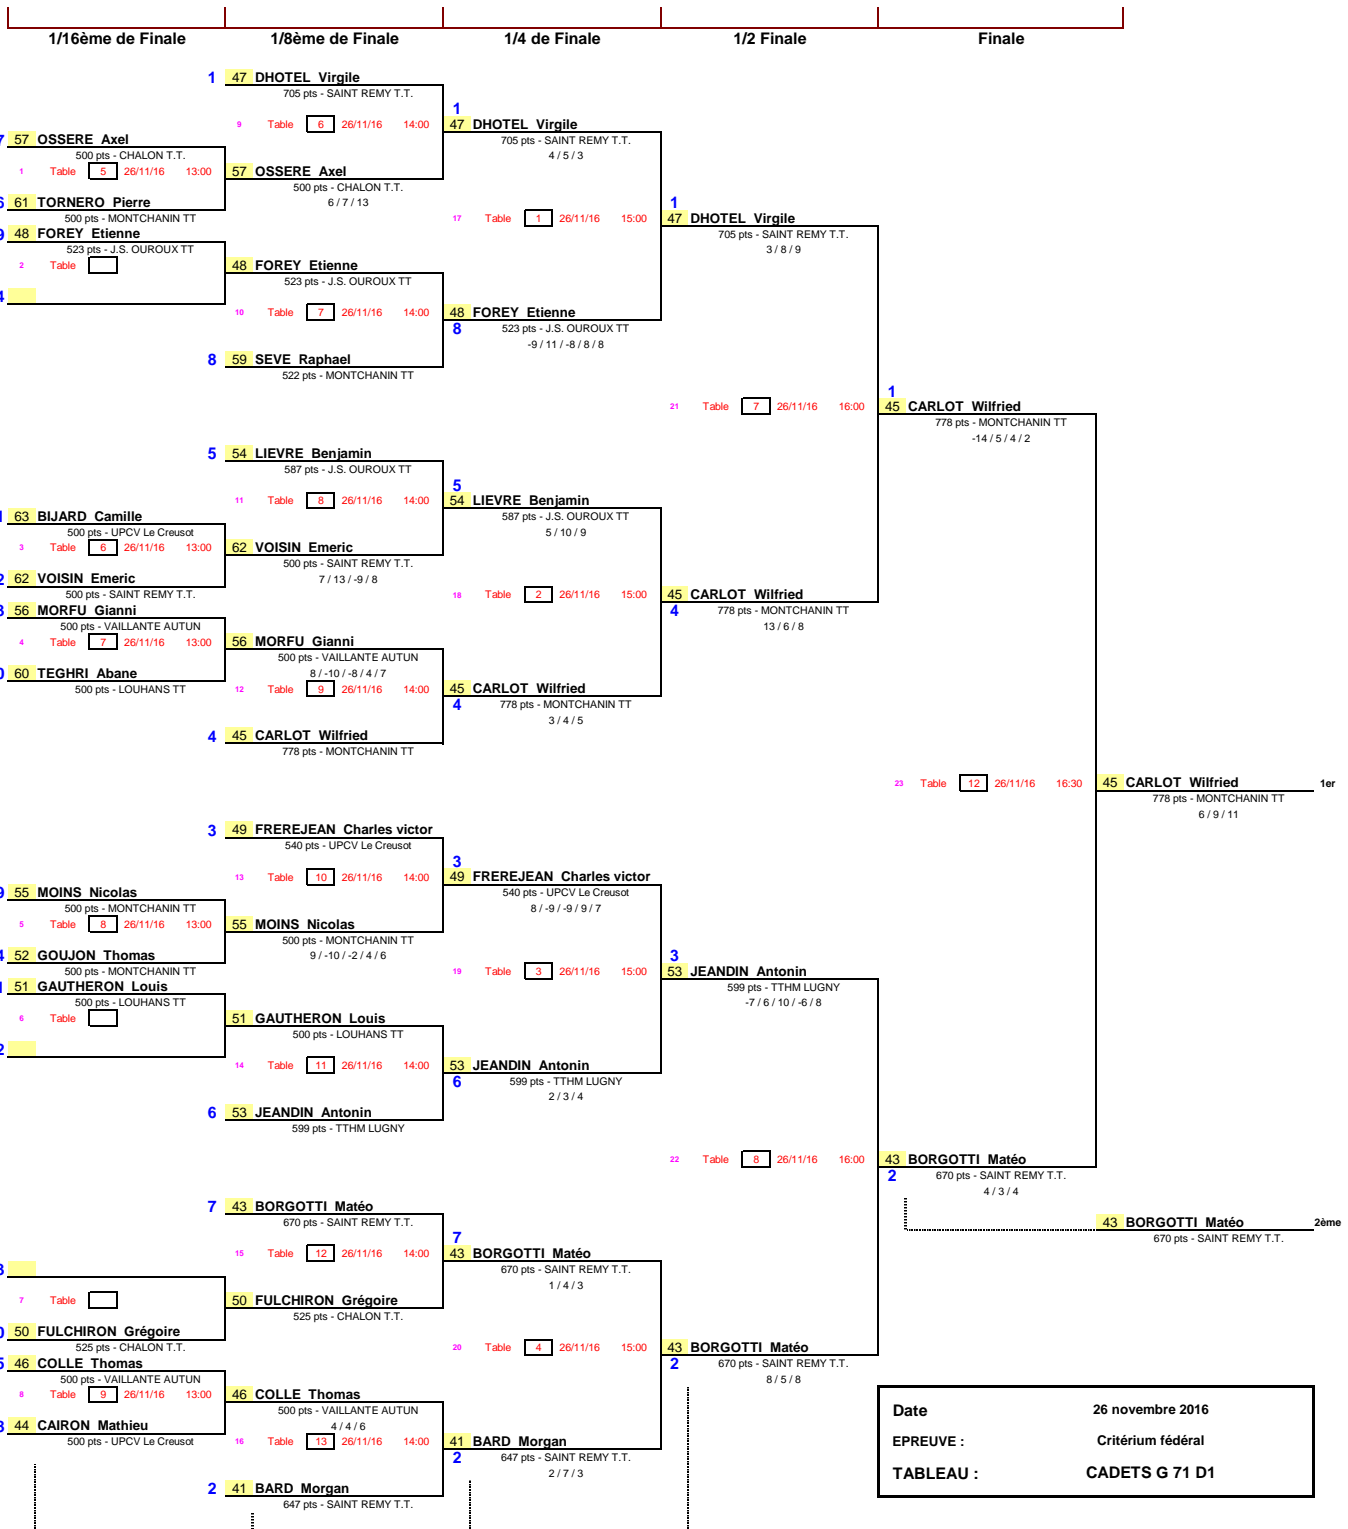 1/16ème de Finale
1/8ème de Finale
1/4 de Finale
1/2 Finale
Finale
1 47 DHOTEL Virgile
705 pts - SAINT REMY T.T.
9 Table 6 26/11/16 14:00
1
47 DHOTEL Virgile
705 pts - SAINT REMY T.T.
4 / 5 / 3
57 OSSERE Axel
500 pts - CHALON T.T.
1 Table 5 26/11/16 13:00
57 OSSERE Axel
500 pts - CHALON T.T.
6 / 7 / 13
61 TORNERO Pierre
500 pts - MONTCHANIN TT
17 Table 1 26/11/16 15:00
1
47 DHOTEL Virgile
705 pts - SAINT REMY T.T.
3 / 8 / 9
48 FOREY Etienne
523 pts - J.S. OUROUX TT
2 Table
48 FOREY Etienne
523 pts - J.S. OUROUX TT
10 Table 7 26/11/16 14:00
48 FOREY Etienne
8
523 pts - J.S. OUROUX TT
-9 / 11 / -8 / 8 / 8
8 59 SEVE Raphael
522 pts - MONTCHANIN TT
21 Table 7 26/11/16 16:00
1
45 CARLOT Wilfried
778 pts - MONTCHANIN TT
-14 / 5 / 4 / 2
5 54 LIEVRE Benjamin
587 pts - J.S. OUROUX TT
11 Table 8 26/11/16 14:00
5
54 LIEVRE Benjamin
587 pts - J.S. OUROUX TT
5 / 10 / 9
63 BIJARD Camille
500 pts - UPCV Le Creusot
3 Table 6 26/11/16 13:00
62 VOISIN Emeric
500 pts - SAINT REMY T.T.
7 / 13 / -9 / 8
62 VOISIN Emeric
500 pts - SAINT REMY T.T.
18 Table 2 26/11/16 15:00
45 CARLOT Wilfried
4
778 pts - MONTCHANIN TT
13 / 6 / 8
56 MORFU Gianni
500 pts - VAILLANTE AUTUN
4 Table 7 26/11/16 13:00
56 MORFU Gianni
500 pts - VAILLANTE AUTUN
8 / -10 / -8 / 4 / 7
60 TEGHRI Abane
500 pts - LOUHANS TT
12 Table 9 26/11/16 14:00
45 CARLOT Wilfried
4
778 pts - MONTCHANIN TT
3 / 4 / 5
4 45 CARLOT Wilfried
778 pts - MONTCHANIN TT
23 Table 12 26/11/16 16:30
45 CARLOT Wilfried 1er
778 pts - MONTCHANIN TT
6 / 9 / 11
3 49 FREREJEAN Charles victor
540 pts - UPCV Le Creusot
13 Table 10 26/11/16 14:00
3
49 FREREJEAN Charles victor
540 pts - UPCV Le Creusot
8 / -9 / -9 / 9 / 7
55 MOINS Nicolas
500 pts - MONTCHANIN TT
5 Table 8 26/11/16 13:00
55 MOINS Nicolas
500 pts - MONTCHANIN TT
9 / -10 / -2 / 4 / 6
52 GOUJON Thomas
500 pts - MONTCHANIN TT
19 Table 3 26/11/16 15:00
3
53 JEANDIN Antonin
599 pts - TTHM LUGNY
-7 / 6 / 10 / -6 / 8
51 GAUTHERON Louis
500 pts - LOUHANS TT
6 Table
51 GAUTHERON Louis
500 pts - LOUHANS TT
14 Table 11 26/11/16 14:00
53 JEANDIN Antonin
6
599 pts - TTHM LUGNY
2 / 3 / 4
6 53 JEANDIN Antonin
599 pts - TTHM LUGNY
22 Table 8 26/11/16 16:00
43 BORGOTTI Matéo
2
670 pts - SAINT REMY T.T.
4 / 3 / 4
43 BORGOTTI Matéo 2ème
670 pts - SAINT REMY T.T.
7 43 BORGOTTI Matéo
670 pts - SAINT REMY T.T.
15 Table 12 26/11/16 14:00
7
43 BORGOTTI Matéo
670 pts - SAINT REMY T.T.
1 / 4 / 3
7 Table
50 FULCHIRON Grégoire
525 pts - CHALON T.T.
50 FULCHIRON Grégoire
525 pts - CHALON T.T.
20 Table 4 26/11/16 15:00
43 BORGOTTI Matéo
2
670 pts - SAINT REMY T.T.
8 / 5 / 8
46 COLLE Thomas
500 pts - VAILLANTE AUTUN
8 Table 9 26/11/16 13:00
46 COLLE Thomas
500 pts - VAILLANTE AUTUN
4 / 4 / 6
44 CAIRON Mathieu
500 pts - UPCV Le Creusot
16 Table 13 26/11/16 14:00
41 BARD Morgan
2
647 pts - SAINT REMY T.T.
2 / 7 / 3
2 41 BARD Morgan
647 pts - SAINT REMY T.T.
Date 26 novembre 2016
EPREUVE : Critérium fédéral
TABLEAU : CADETS G 71 D1